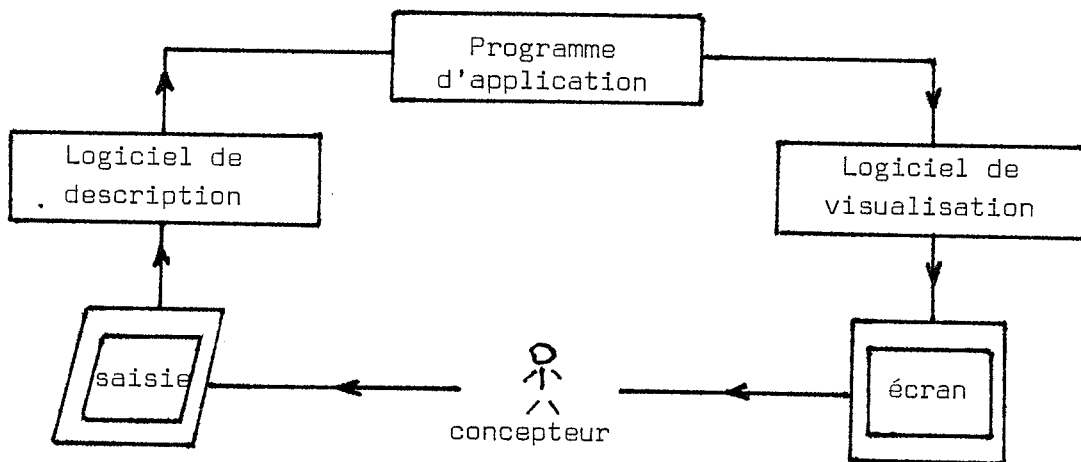 Programme
d'application
Logiciel de
description
Logiciel de
visualisation
saisie
écran
concepteur